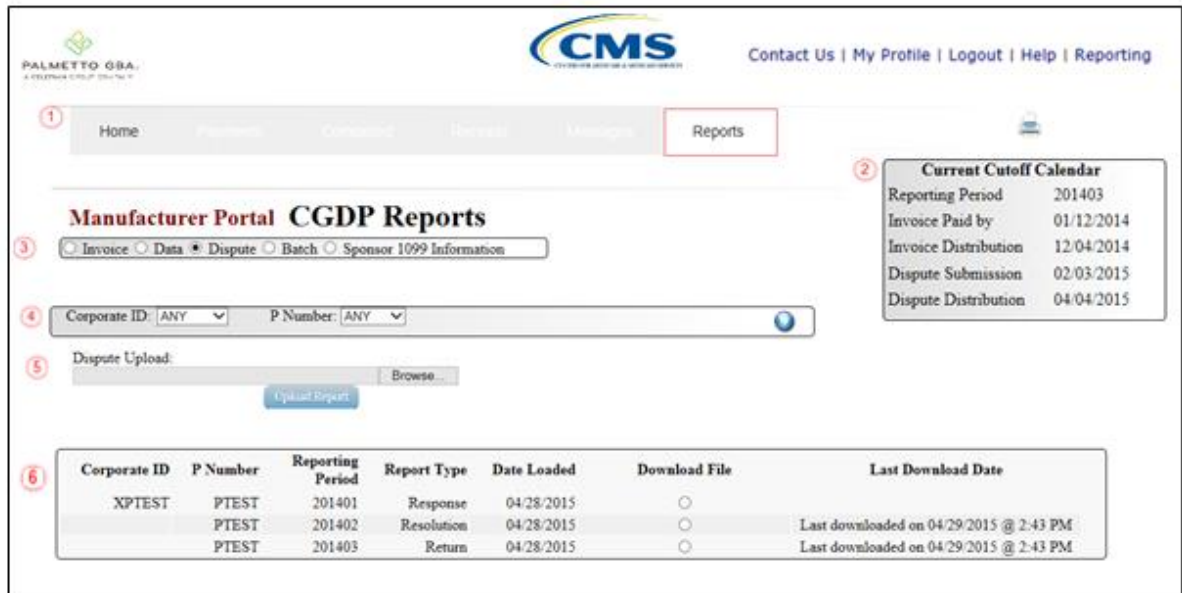 PALMETTO GBA.
CMS
Contact Us | My Profile | Logout | Help | Reporting
1
Home Payments Completed Receipts Messages Reports
2
Current Cutoff Calendar
Reporting Period 201403
Invoice Paid by 01/12/2014
Invoice Distribution 12/04/2014
Dispute Submission 02/03/2015
Dispute Distribution 04/04/2015
Manufacturer Portal CGDP Reports
3
Invoice Data Dispute Batch Sponsor 1099 Information
4
Corporate ID: ANY P Number: ANY
5
Dispute Upload:
Browse...
Upload Report
6
Corporate ID P Number Reporting Period Report Type Date Loaded Download File Last Download Date
XPTEST PTEST 201401 Response 04/28/2015
PTEST 201402 Resolution 04/28/2015 Last downloaded on 04/29/2015 @ 2:43 PM
PTEST 201403 Return 04/28/2015 Last downloaded on 04/29/2015 @ 2:43 PM